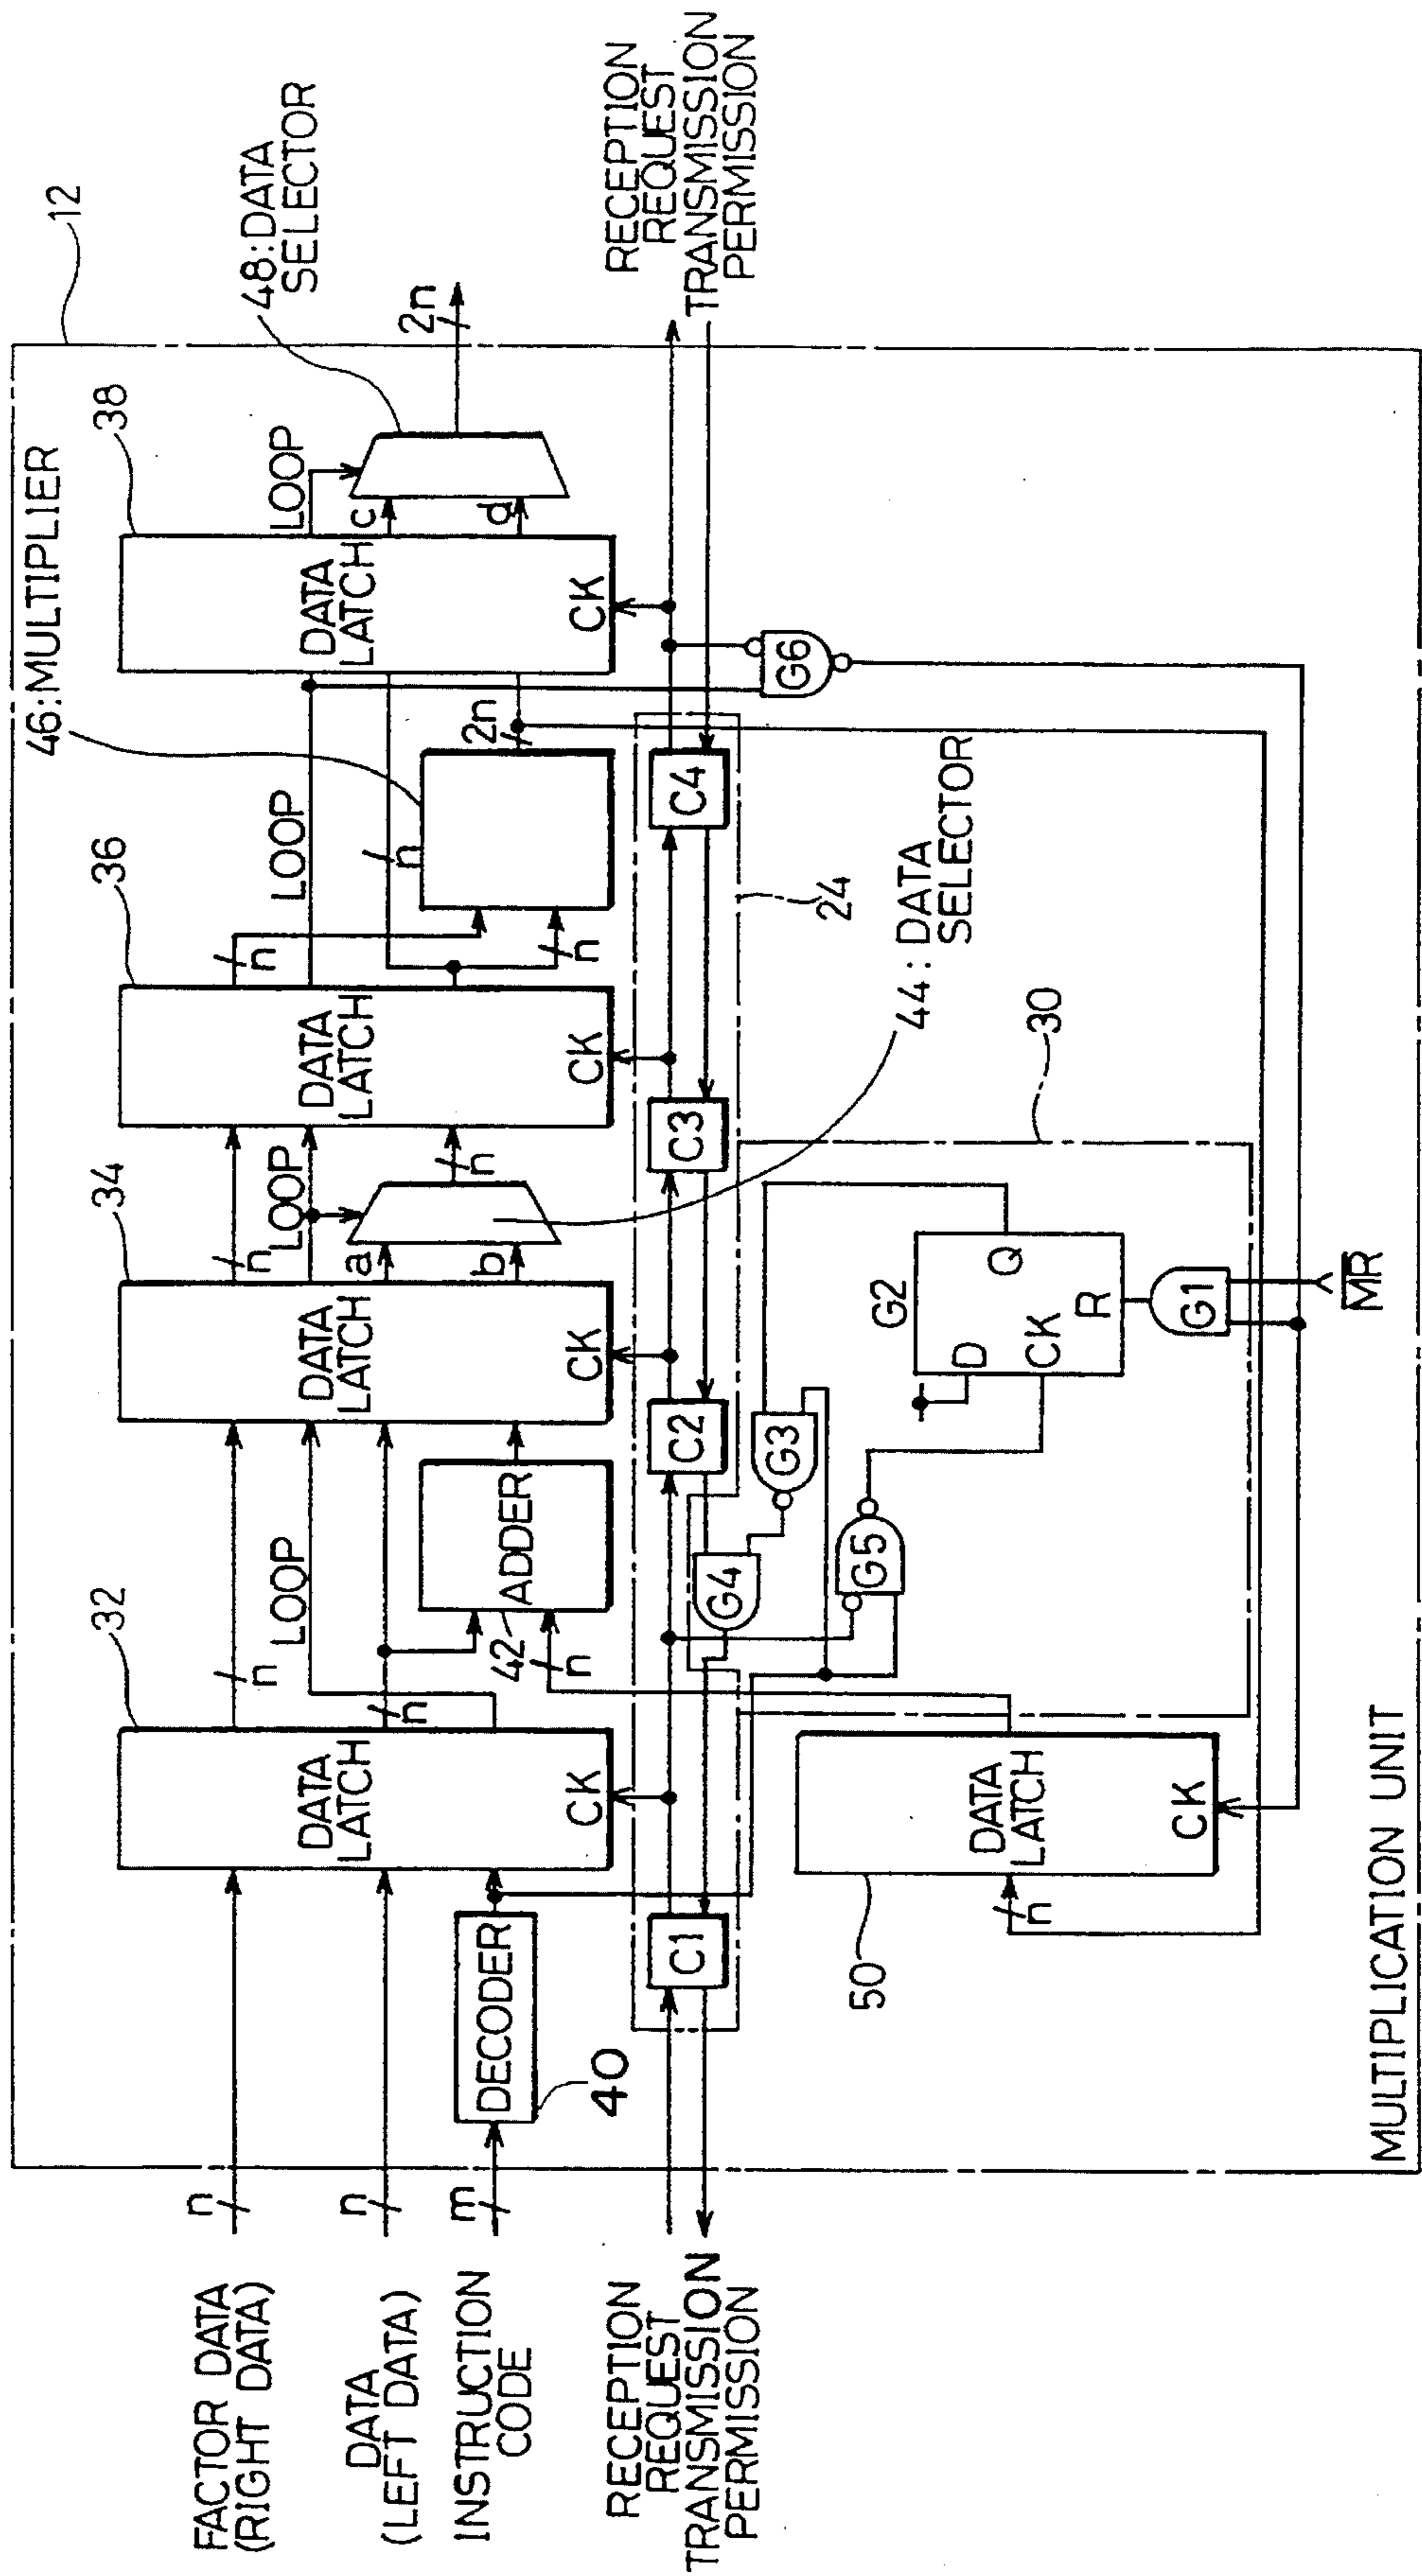 FACTOR DATA
(RIGHT DATA)
n
DATA
(LEFT DATA)
n
INSTRUCTION
CODE
m
RECEPTION
REQUEST
TRANSMISSION
PERMISSION
DECODER
40
32
DATA
LATCH
CK
n
n
LOOP
42
ADDER
n
34
DATA
LATCH
CK
n
LOOP
a
b
n
44:DATA
SELECTOR
36
DATA
LATCH
CK
n
LOOP
n
n
46:MULTIPLIER
2n
38
DATA
LATCH
CK
LOOP
c
d
48:DATA
SELECTOR
2n
12
C1
C2
C3
C4
24
RECEPTION
REQUEST
TRANSMISSION
PERMISSION
G4
G3
G5
G2
D
Q
CK
R
G1
MR
G6
30
50
DATA
LATCH
CK
n
MULTIPLICATION UNIT